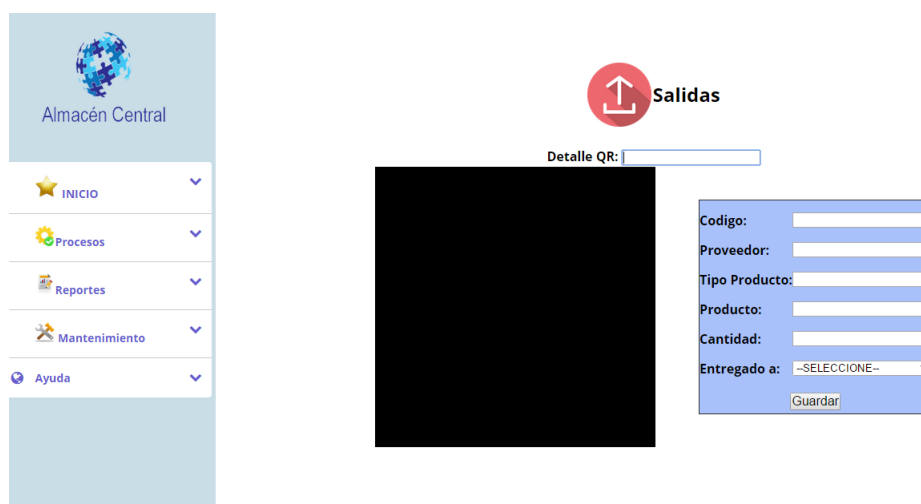 Almacén Central
INICIO
Procesos
Reportes
Mantenimiento
Ayuda
Salidas
Detalle QR:
Codigo:
Proveedor:
Tipo Producto:
Producto:
Cantidad:
Entregado a: --SELECCIONE--
Guardar